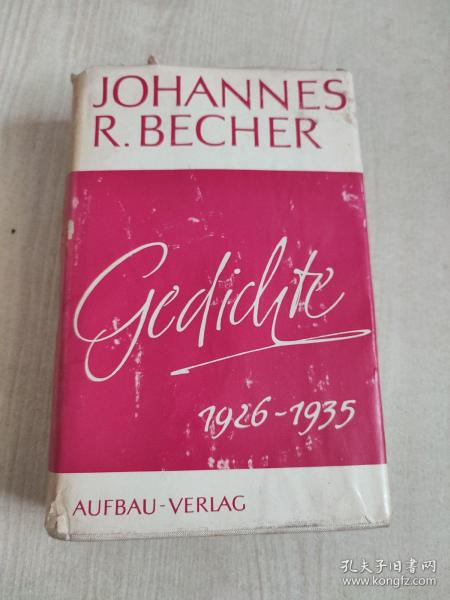 JOHANNES
R. BECHER
Gedichte
1926-1935
AUFBAU-VERLAG
孔夫子旧书网
www.kongfz.com